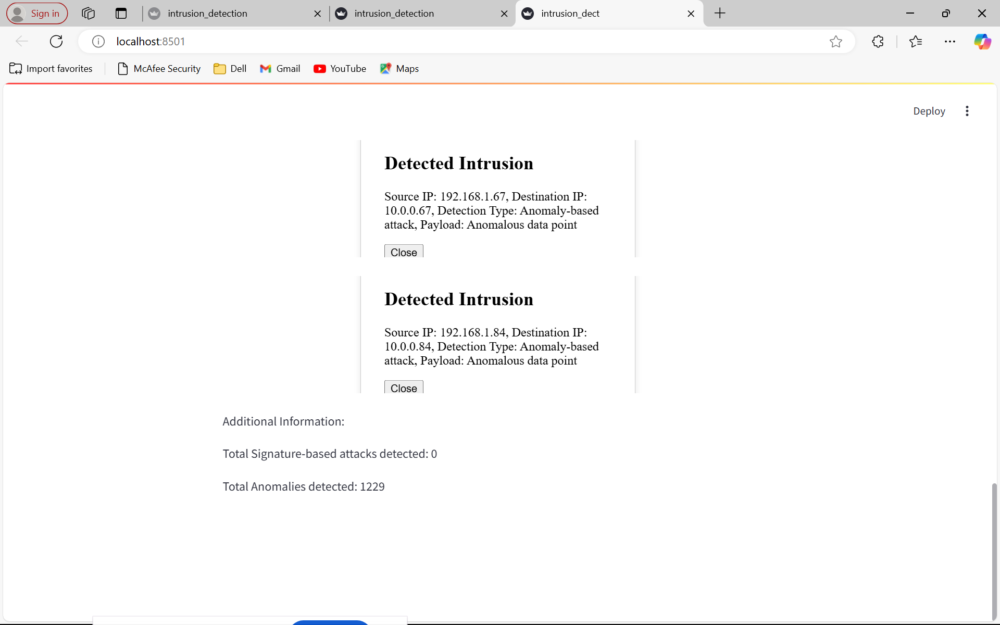 Sign in
intrusion_detection
intrusion_detection
intrusion_dect
localhost:8501
Import favorites
McAfee Security
Dell
Gmail
YouTube
Maps
Deploy
Detected Intrusion
Source IP: 192.168.1.67, Destination IP:
10.0.0.67, Detection Type: Anomaly-based
attack, Payload: Anomalous data point
Close
Detected Intrusion
Source IP: 192.168.1.84, Destination IP:
10.0.0.84, Detection Type: Anomaly-based
attack, Payload: Anomalous data point
Close
Additional Information:
Total Signature-based attacks detected: 0
Total Anomalies detected: 1229